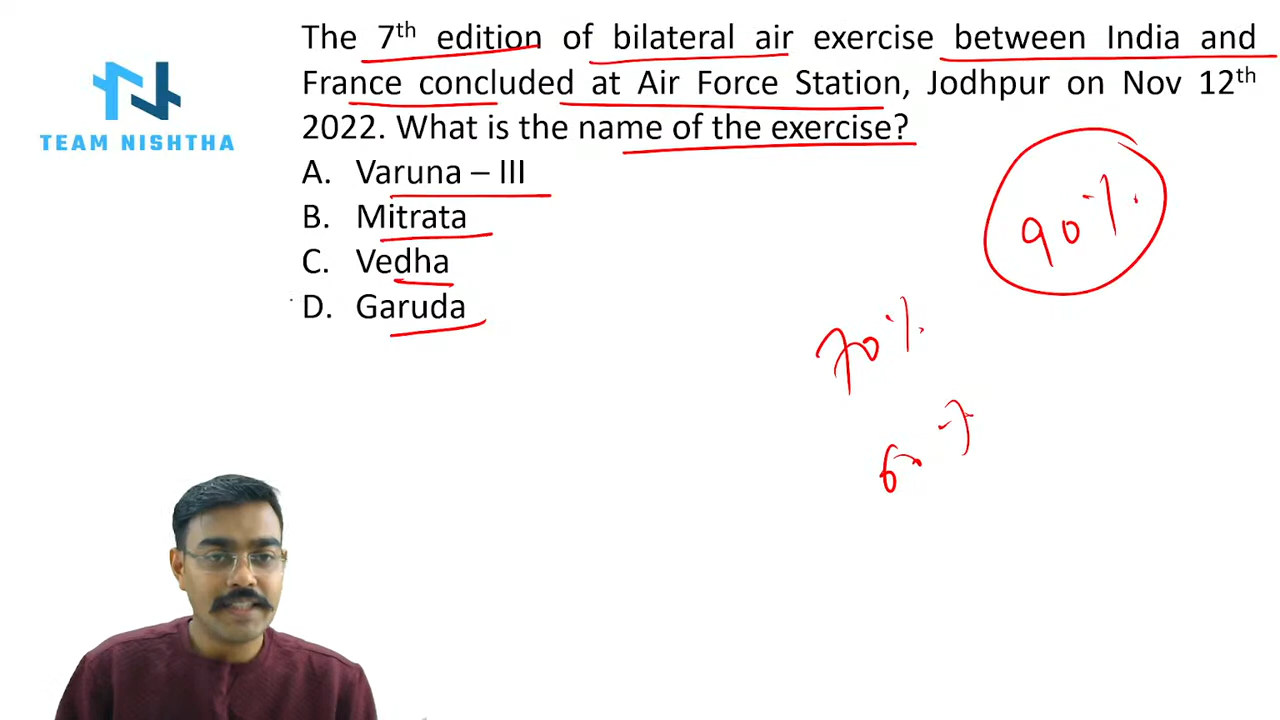 The 7th edition of bilateral air exercise between India and
France concluded at Air Force Station, Jodhpur on Nov 12th
2022. What is the name of the exercise?
TEAM NISHTHA
A. Varuna – III
B. Mitrata
C. Vedha
D. Garuda
90%
70%